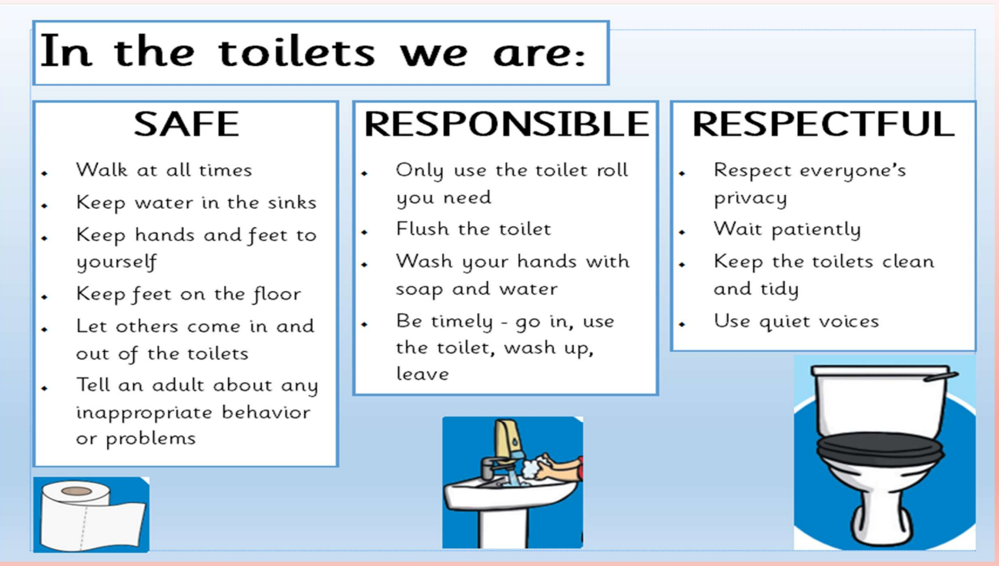 In the toilets we are:
SAFE
• Walk at all times
• Keep water in the sinks
• Keep hands and feet to
yourself
• Keep feet on the floor
• Let others come in and
out of the toilets
• Tell an adult about any
inappropriate behavior
or problems
RESPONSIBLE
• Only use the toilet roll
you need
• Flush the toilet
• Wash your hands with
soap and water
• Be timely - go in, use
the toilet, wash up,
leave
RESPECTFUL
• Respect everyone's
privacy
• Wait patiently
• Keep the toilets clean
and tidy
• Use quiet voices